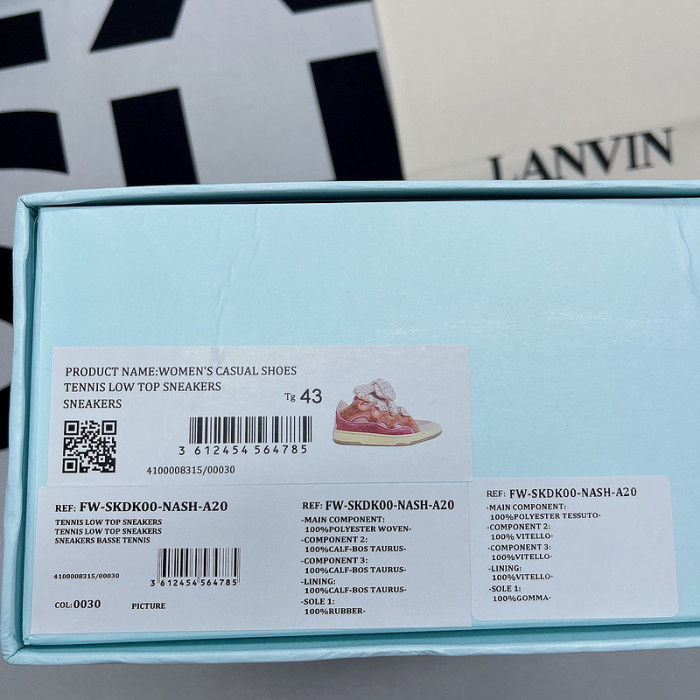 LANVIN
PRODUCT NAME:WOMEN'S CASUAL SHOES
TENNIS LOW TOP SNEAKERS
SNEAKERS
Tg 43
3 612454 564785
4100008315/00030
REF: FW-SKDK00-NASH-A20
TENNIS LOW TOP SNEAKERS
TENNIS LOW TOP SNEAKERS
SNEAKERS BASSE TENNIS
4100008315/00030
3 612454 564785
COL:0030 PICTURE
REF: FW-SKDK00-NASH-A20
-MAIN COMPONENT:
100%POLYESTER WOVEN-
-COMPONENT 2:
100%CALF-BOS TAURUS-
-COMPONENT 3:
100%CALF-BOS TAURUS-
-LINING:
100%CALF-BOS TAURUS-
-SOLE 1:
100%RUBBER-
REF: FW-SKDK00-NASH-A20
-MAIN COMPONENT:
100%POLYESTER TESSUTO-
-COMPONENT 2:
100% VITELLO-
-COMPONENT 3:
100%VITELLO-
-LINING:
100%VITELLO-
-SOLE 1:
100%GOMMA-